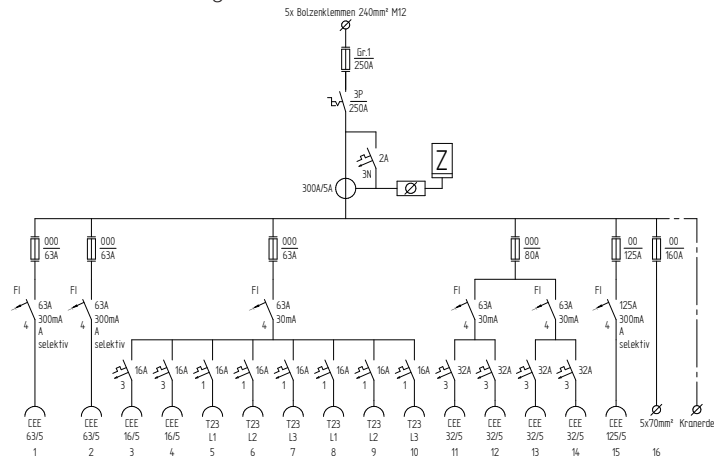 5x Bolzenklemmen 240mm² M12
Gr.1
250A
3P
250A
2A
3N
Z
300A/5A
000
63A
000
63A
000
63A
000
80A
00
125A
00
160A
FI
63A
300mA
A
selektiv
4
FI
63A
300mA
A
selektiv
4
FI
63A
30mA
4
FI
63A
30mA
4
FI
63A
30mA
4
FI
125A
300mA
A
selektiv
4
16A 16A 16A 16A 16A 16A 16A 16A 32A 32A 32A 32A
3 3 1 1 1 1 1 1 3 3 3 3
CEE CEE CEE CEE T23 T23 T23 T23 T23 T23 CEE CEE CEE CEE CEE 5x70mm² Kranerde
63/5 63/5 16/5 16/5 L1 L2 L3 L1 L2 L3 32/5 32/5 32/5 32/5 125/5
1 2 3 4 5 6 7 8 9 10 11 12 13 14 15 16